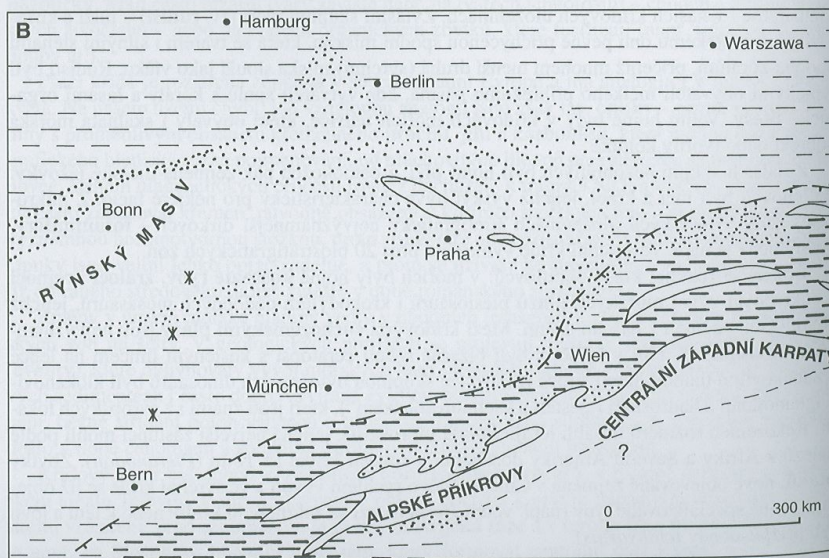 B
Hamburg
Warszawa
Berlin
Bonn
RÝNSKÝ MASIV
Praha
Wien
München
CENTRÁLNÍ ZÁPADNÍ KARPATY
Bern
?
ALPSKÉ PŘÍKROVY
0 300 km